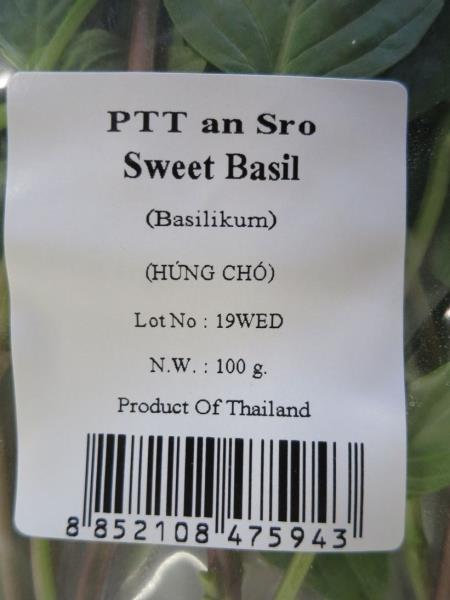 PTT an Sro
Sweet Basil
(Basilikum)
(HÚNG CHÓ)
Lot No : 19WED
N.W. : 100 g.
Product Of Thailand
8 852108 475943